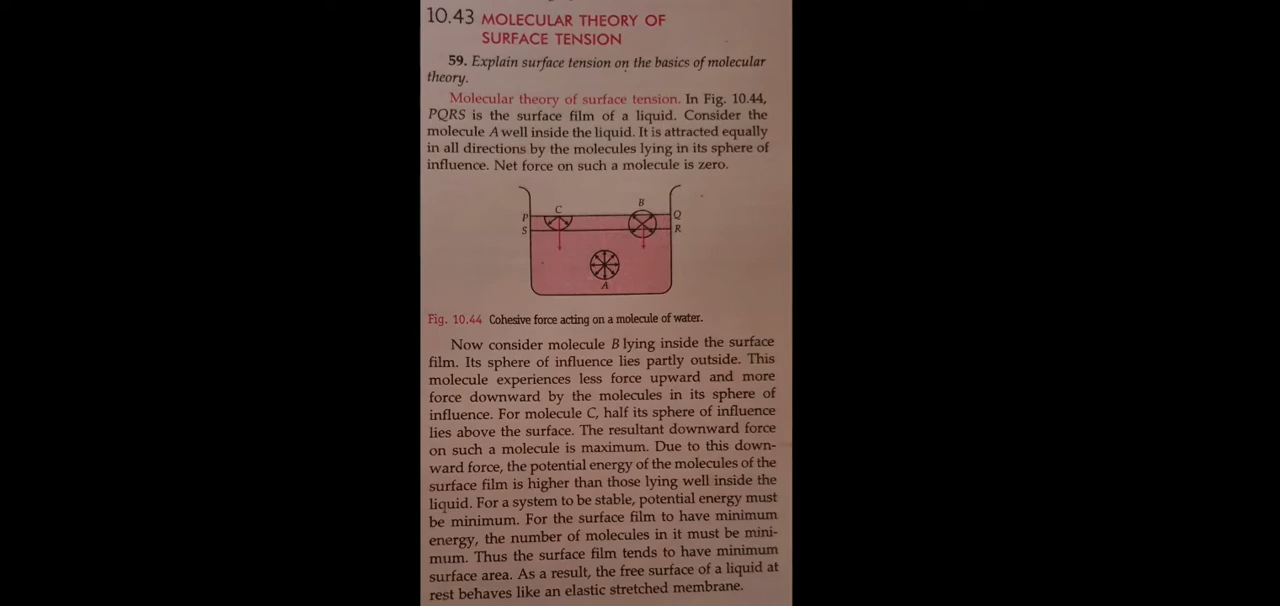 10.43 MOLECULAR THEORY OF
SURFACE TENSION
59. Explain surface tension on the basics of molecular
theory.
Molecular theory of surface tension. In Fig. 10.44,
PQRS is the surface film of a liquid. Consider the
molecule A well inside the liquid. It is attracted equally
in all directions by the molecules lying in its sphere of
influence. Net force on such a molecule is zero.
C
B
P
Q
S
R
A
Fig. 10.44 Cohesive force acting on a molecule of water.
Now consider molecule B lying inside the surface
film. Its sphere of influence lies partly outside. This
molecule experiences less force upward and more
force downward by the molecules in its sphere of
influence. For molecule C, half its sphere of influence
lies above the surface. The resultant downward force
on such a molecule is maximum. Due to this down-
ward force, the potential energy of the molecules of the
surface film is higher than those lying well inside the
liquid. For a system to be stable, potential energy must
be minimum. For the surface film to have minimum
energy, the number of molecules in it must be mini-
mum. Thus the surface film tends to have minimum
surface area. As a result, the free surface of a liquid at
rest behaves like an elastic stretched membrane.